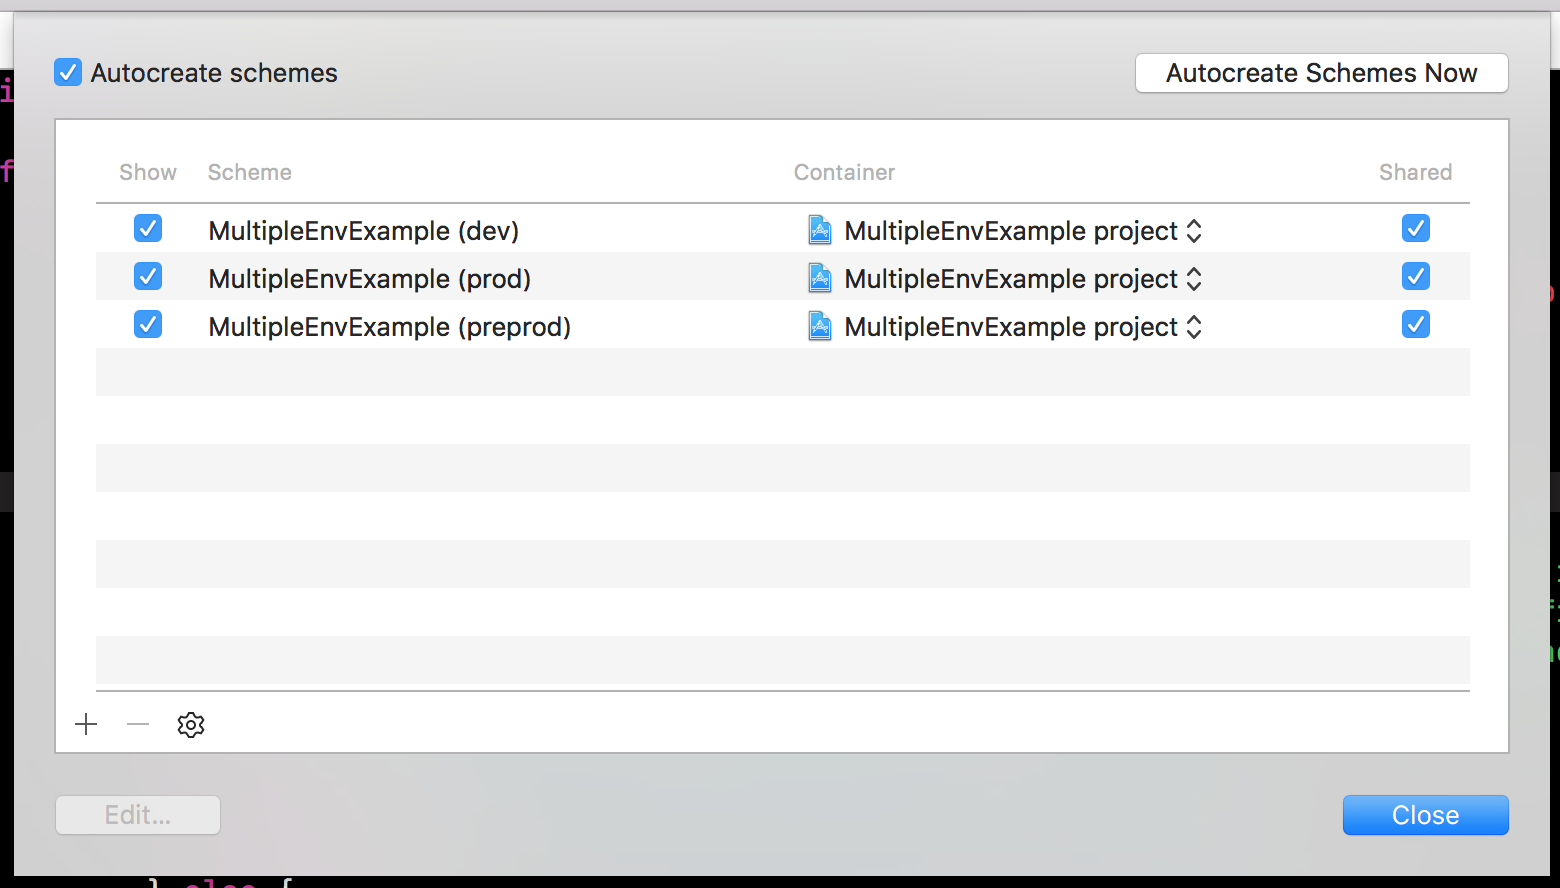 Autocreate schemes
Autocreate Schemes Now
Show Scheme Container Shared
MultipleEnvExample (dev) MultipleEnvExample project
MultipleEnvExample (prod) MultipleEnvExample project
MultipleEnvExample (preprod) MultipleEnvExample project
Edit...
Close
} else {